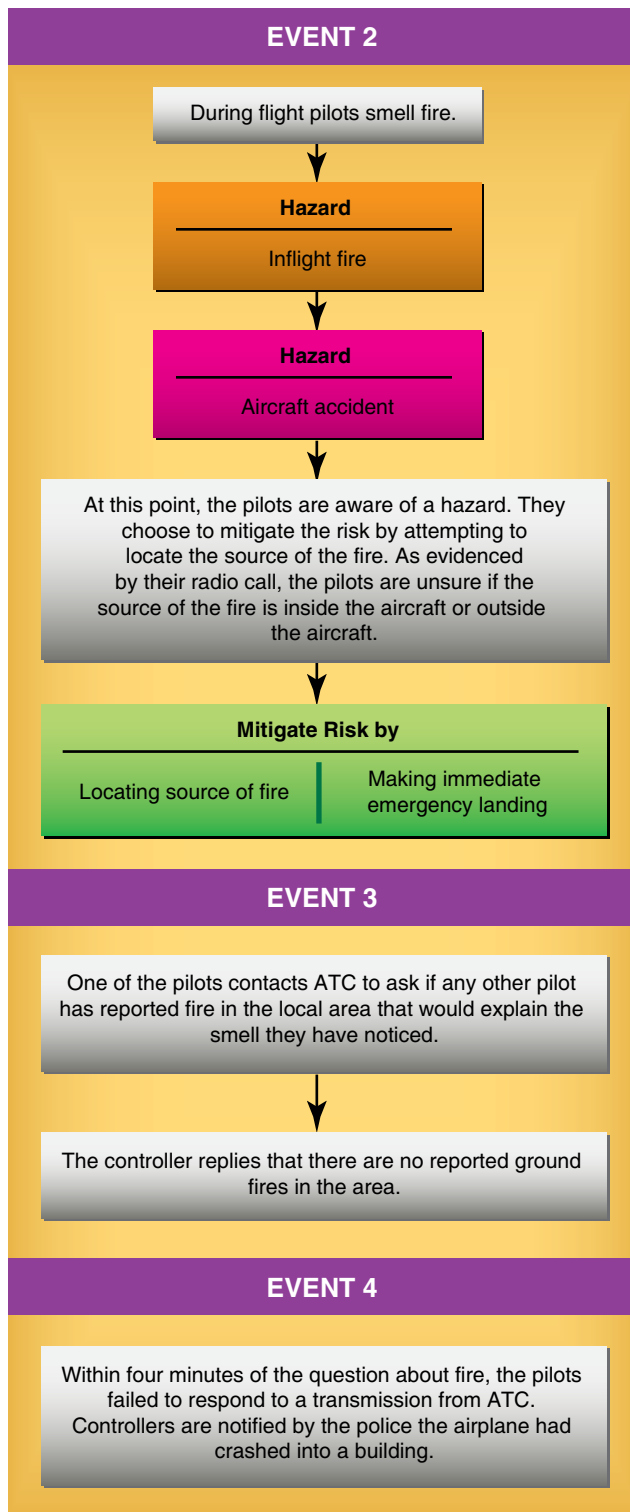 EVENT 2
During flight pilots smell fire.
Hazard
Inflight fire
Hazard
Aircraft accident
At this point, the pilots are aware of a hazard. They
choose to mitigate the risk by attempting to
locate the source of the fire. As evidenced
by their radio call, the pilots are unsure if the
source of the fire is inside the aircraft or outside
the aircraft.
Mitigate Risk by
Locating source of fire
Making immediate
emergency landing
EVENT 3
One of the pilots contacts ATC to ask if any other pilot
has reported fire in the local area that would explain the
smell they have noticed.
The controller replies that there are no reported ground
fires in the area.
EVENT 4
Within four minutes of the question about fire, the pilots
failed to respond to a transmission from ATC.
Controllers are notified by the police the airplane had
crashed into a building.